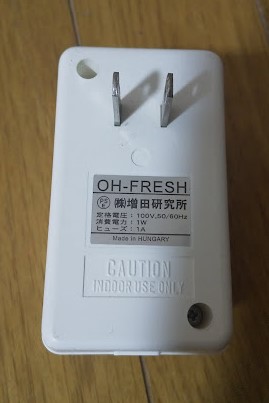 OH-FRESH
㈱増田研究所
定格電圧：100V,50/60Hz
消費電力：1W
ヒューズ：1A
Made in HUNGARY
CAUTION
INDOOR USE ONLY